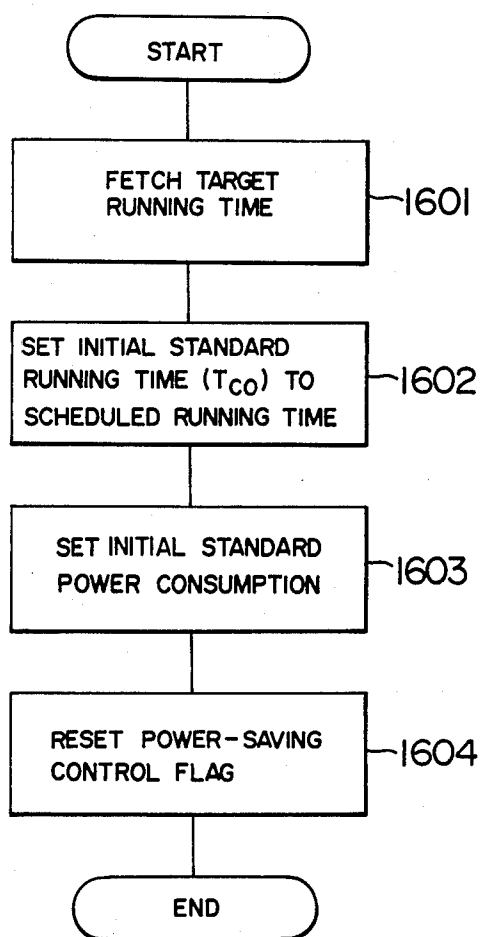 START
FETCH TARGET
RUNNING TIME
1601
SET INITIAL STANDARD
RUNNING TIME (TCO) TO
SCHEDULED RUNNING TIME
1602
SET INITIAL STANDARD
POWER CONSUMPTION
1603
RESET POWER-SAVING
CONTROL FLAG
1604
END